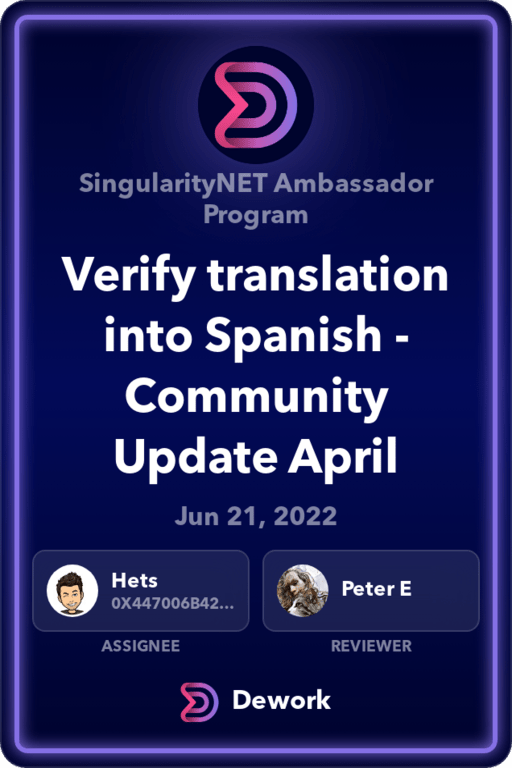 SingularityNET Ambassador
Program
Verify translation
into Spanish -
Community
Update April
Jun 21, 2022
Hets
0X447006B42...
Peter E
ASSIGNEE
REVIEWER
Dework